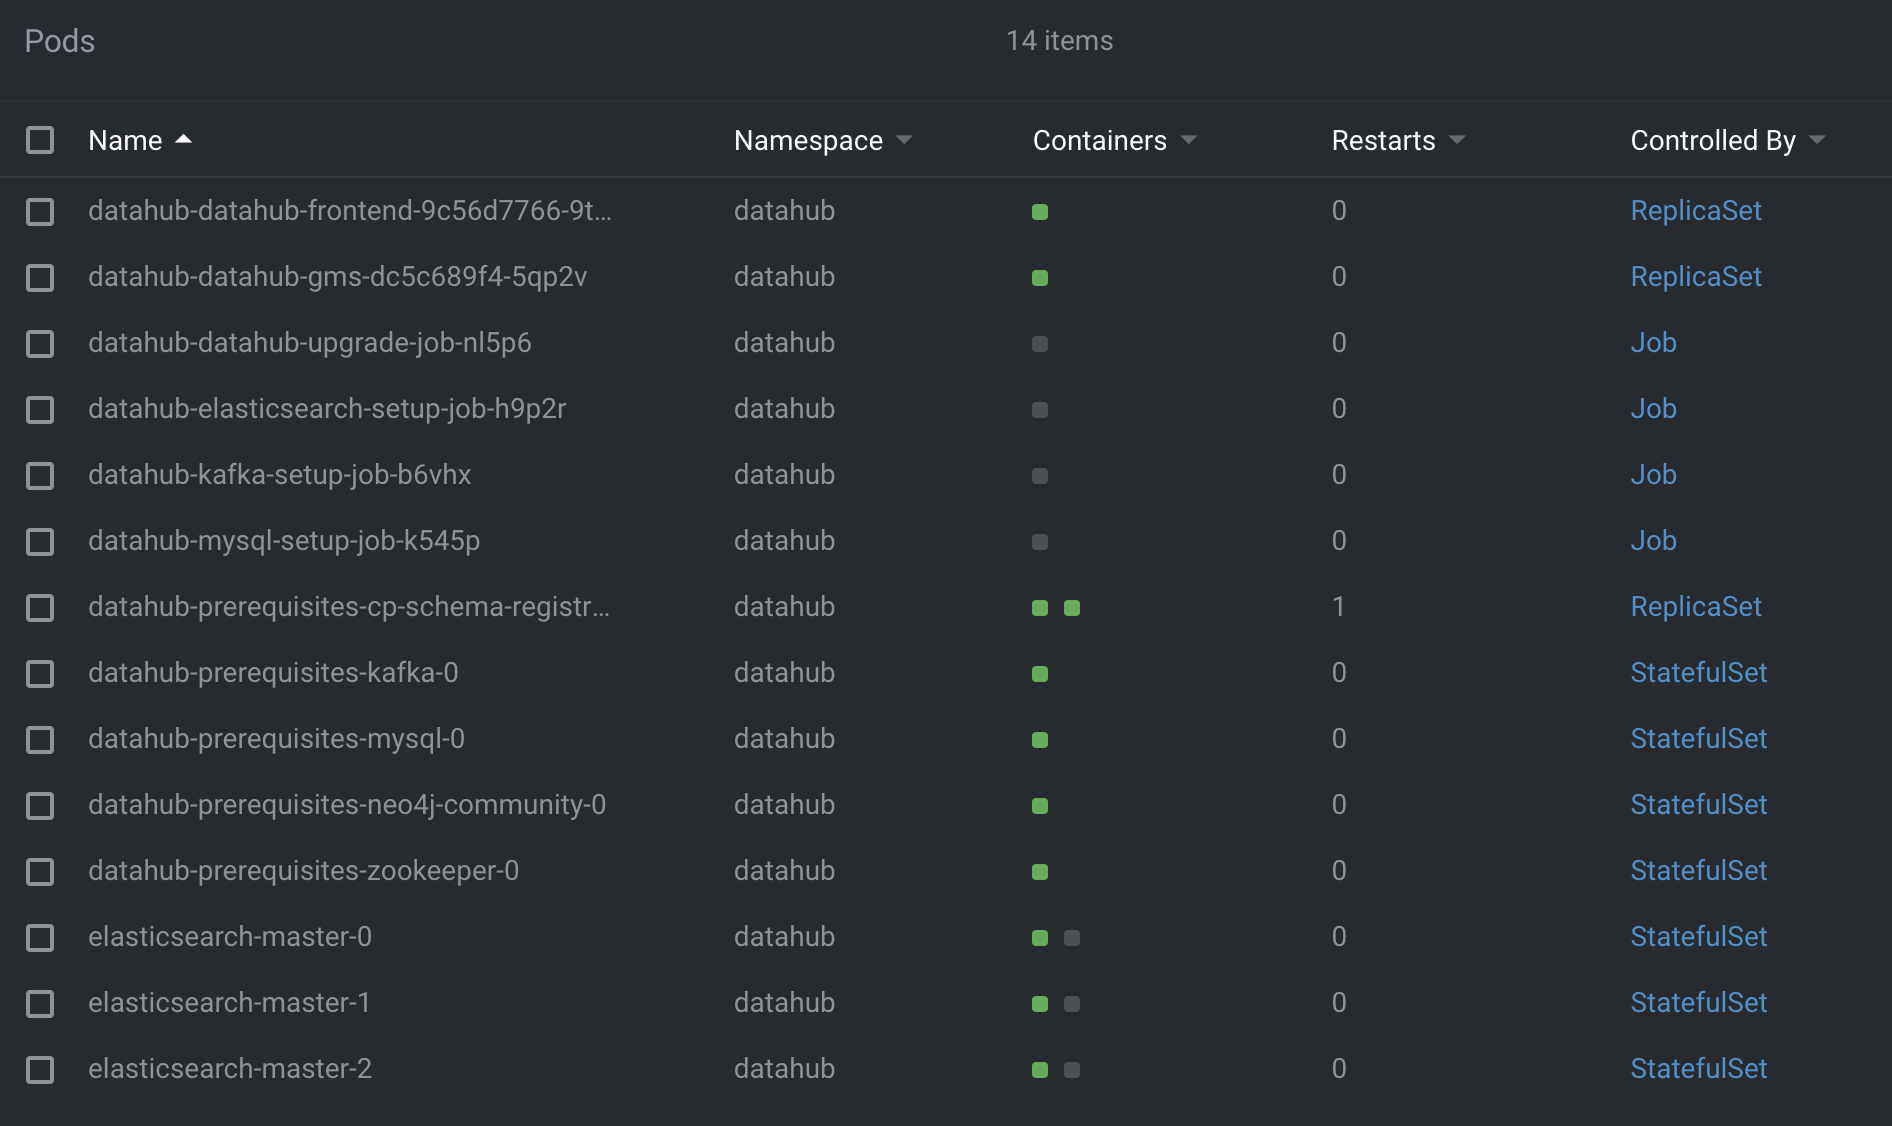 Pods 14 items
Name Namespace Containers Restarts Controlled By
datahub-datahub-frontend-9c56d7766-9t... datahub 0 ReplicaSet
datahub-datahub-gms-dc5c689f4-5qp2v datahub 0 ReplicaSet
datahub-datahub-upgrade-job-nl5p6 datahub 0 Job
datahub-elasticsearch-setup-job-h9p2r datahub 0 Job
datahub-kafka-setup-job-b6vhx datahub 0 Job
datahub-mysql-setup-job-k545p datahub 0 Job
datahub-prerequisites-cp-schema-registr... datahub 1 ReplicaSet
datahub-prerequisites-kafka-0 datahub 0 StatefulSet
datahub-prerequisites-mysql-0 datahub 0 StatefulSet
datahub-prerequisites-neo4j-community-0 datahub 0 StatefulSet
datahub-prerequisites-zookeeper-0 datahub 0 StatefulSet
elasticsearch-master-0 datahub 0 StatefulSet
elasticsearch-master-1 datahub 0 StatefulSet
elasticsearch-master-2 datahub 0 StatefulSet